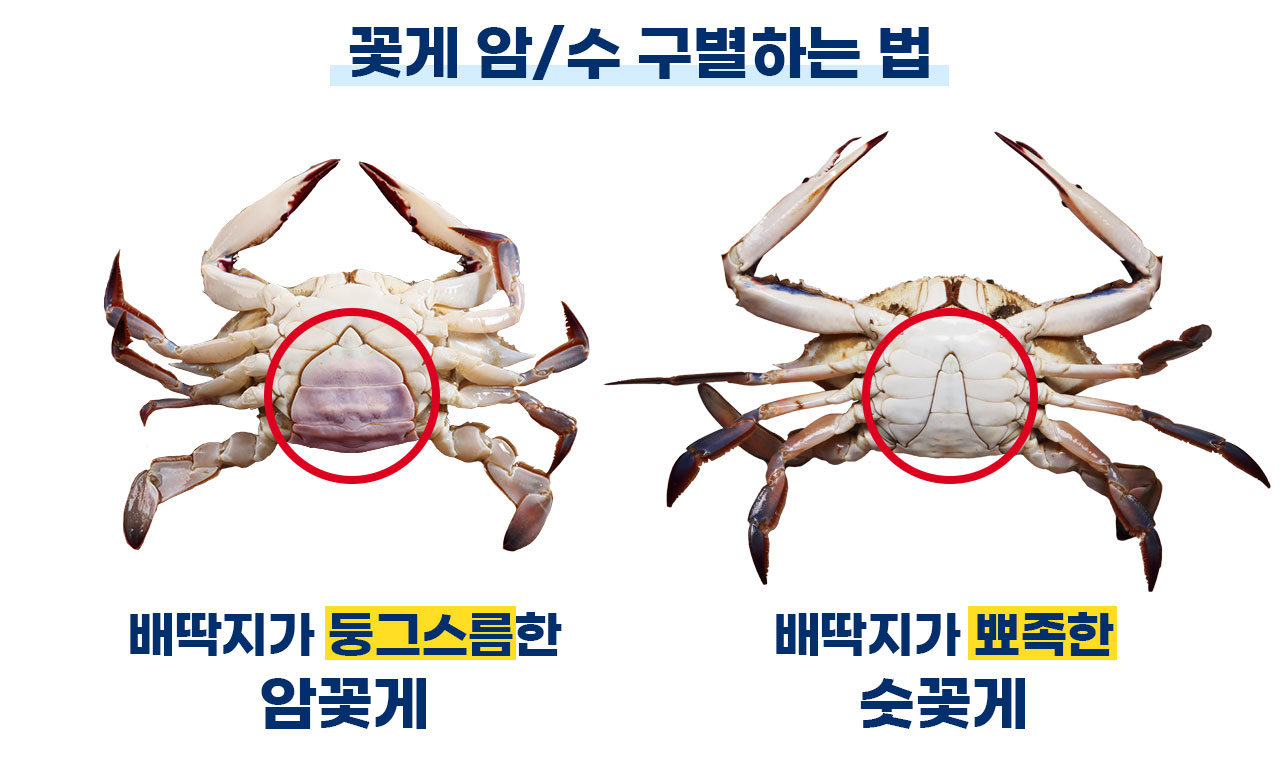 꽃게 암/수 구별하는 법
배딱지가 둥그스름한
암꽃게
배딱지가 뾰족한
숫꽃게